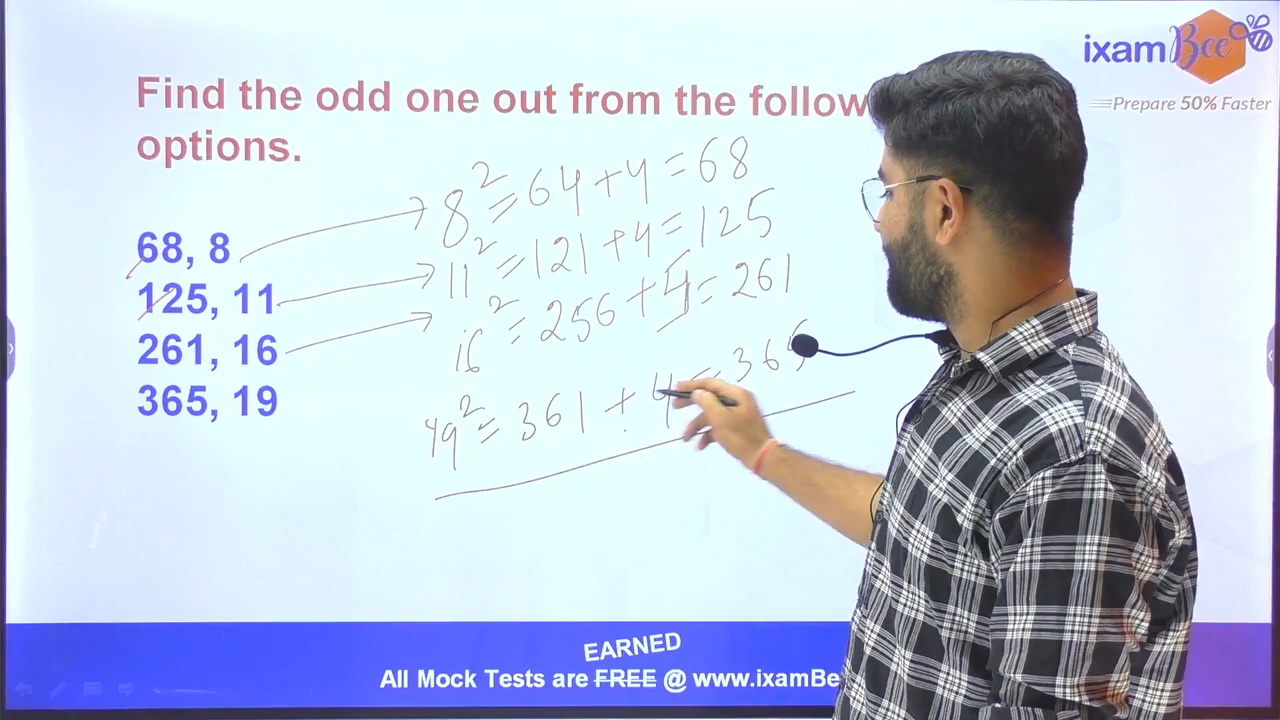 ixamBee
Prepare 50% Faster
Find the odd one out from the follow
options.
68, 8
125, 11
261, 16
365, 19
8² = 64 + 4 = 68
11² = 121 + 4 = 125
16² = 256 + 5 = 261
19² = 361 + 4 = 365
EARNED
All Mock Tests are FREE @ www.ixamBe